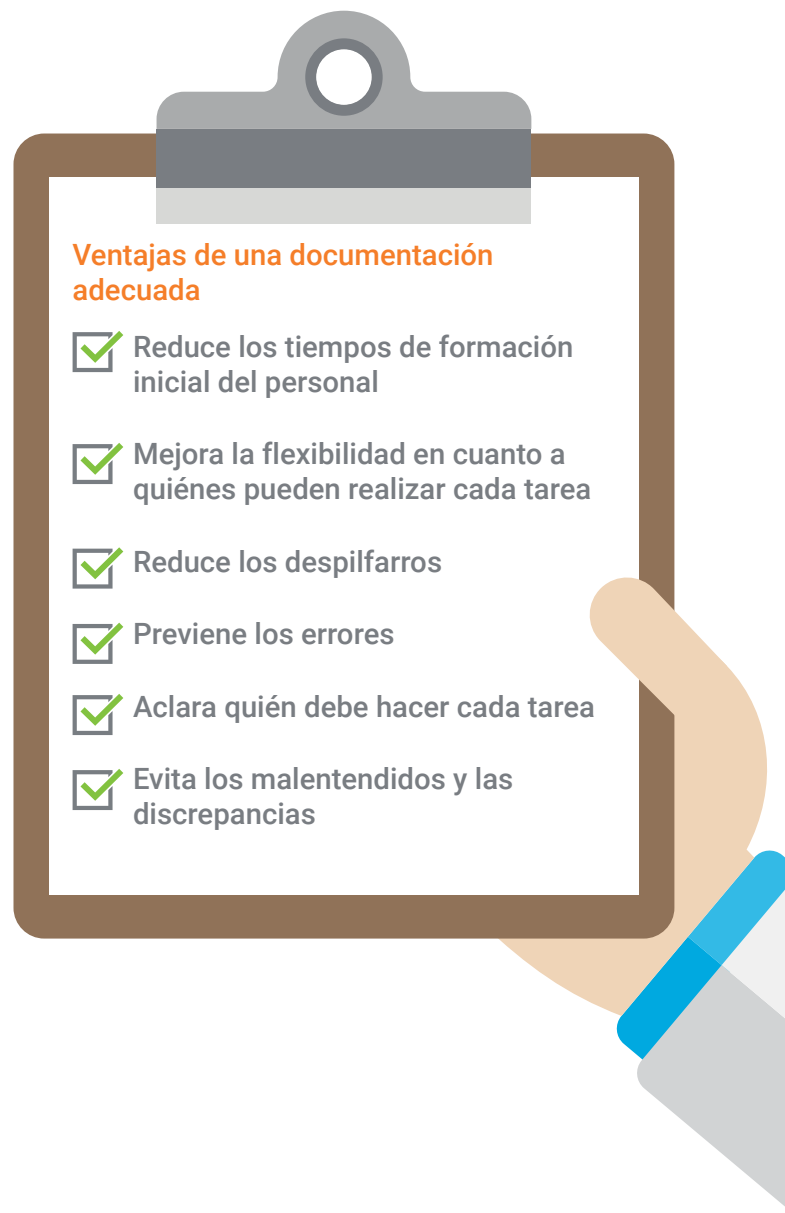 Ventajas de una documentación
adecuada
Reduce los tiempos de formación
inicial del personal
Mejora la flexibilidad en cuanto a
quiénes pueden realizar cada tarea
Reduce los despilfarros
Previene los errores
Aclara quién debe hacer cada tarea
Evita los malentendidos y las
discrepancias